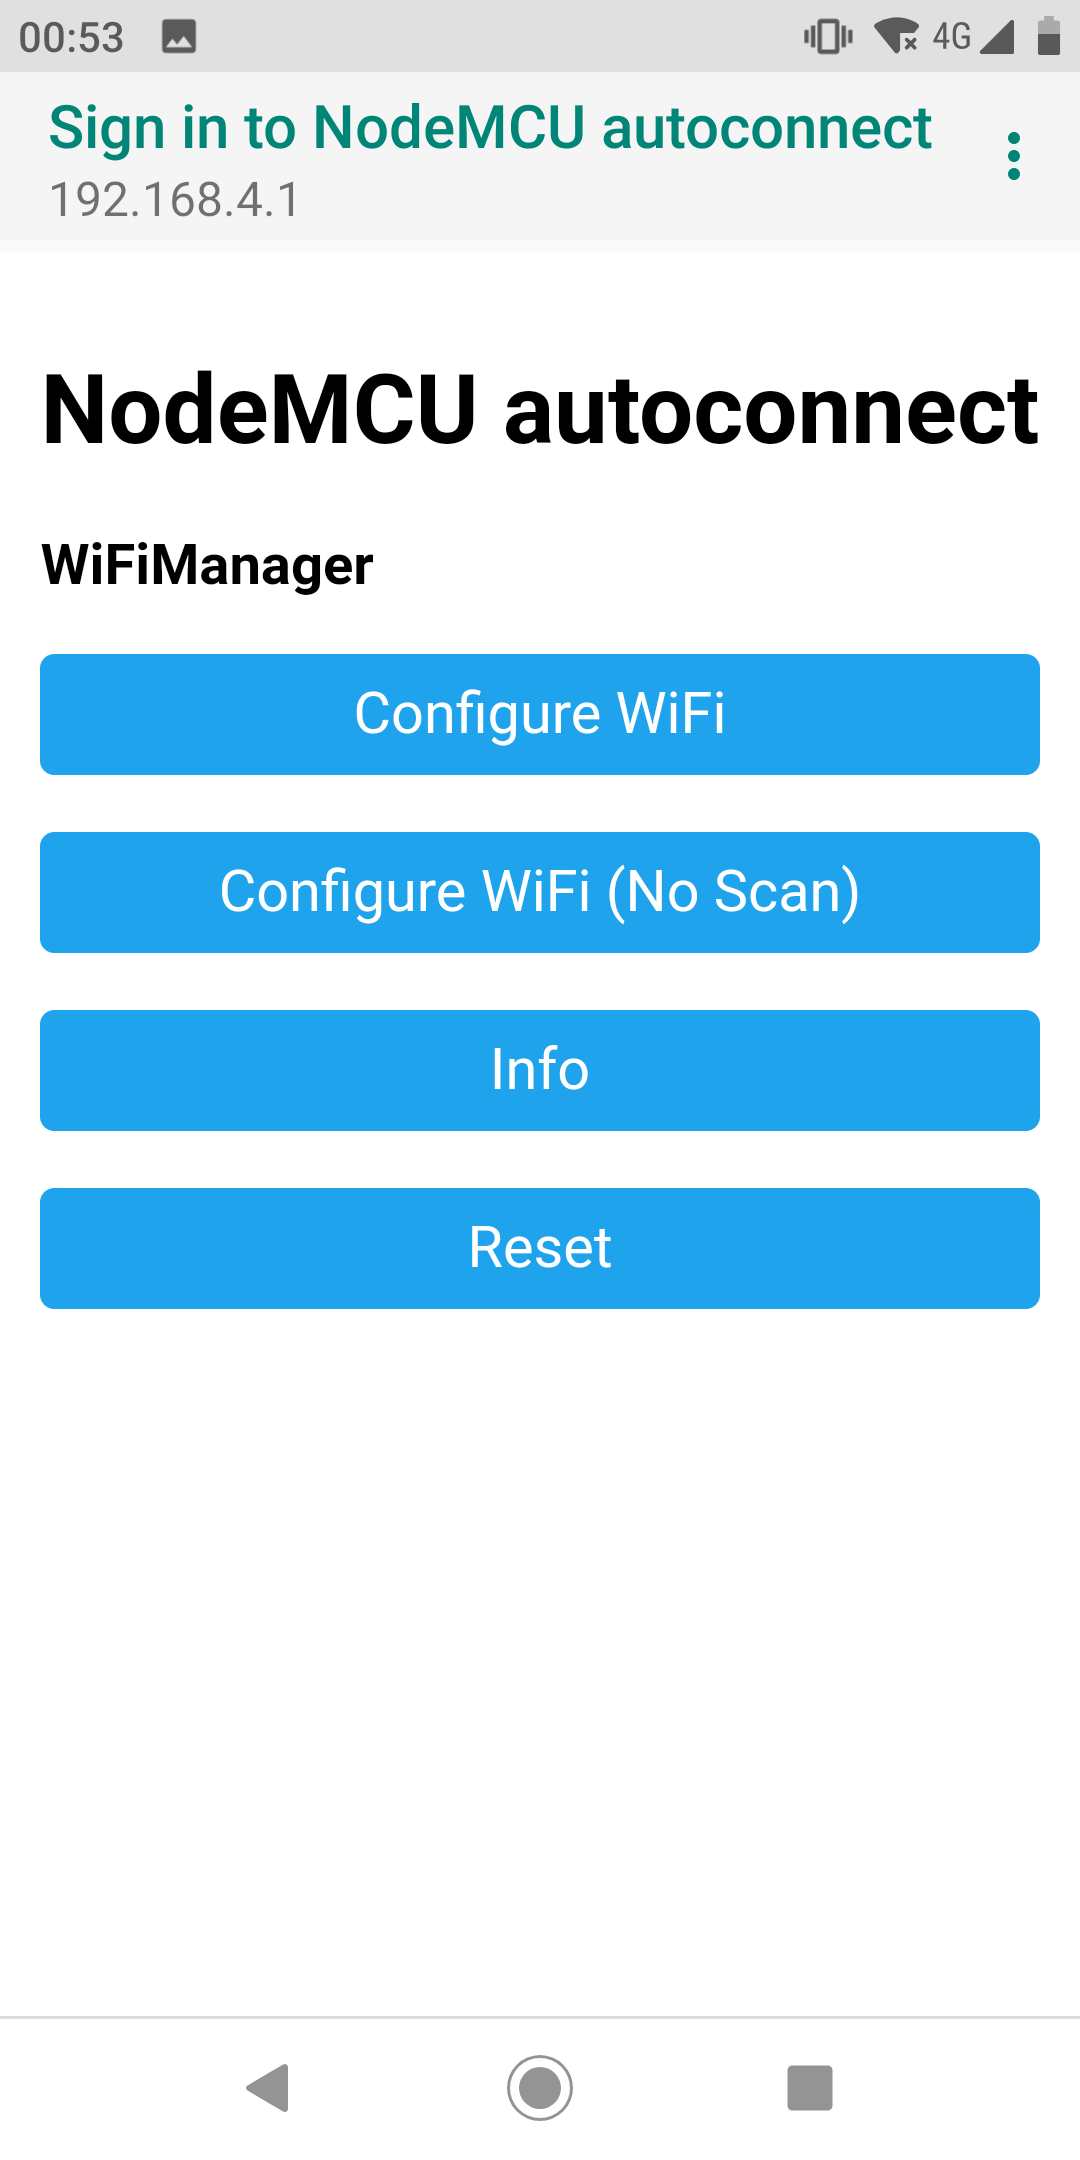 00:53 4G
Sign in to NodeMCU autoconnect
192.168.4.1
NodeMCU autoconnect
WiFiManager
Configure WiFi
Configure WiFi (No Scan)
Info
Reset